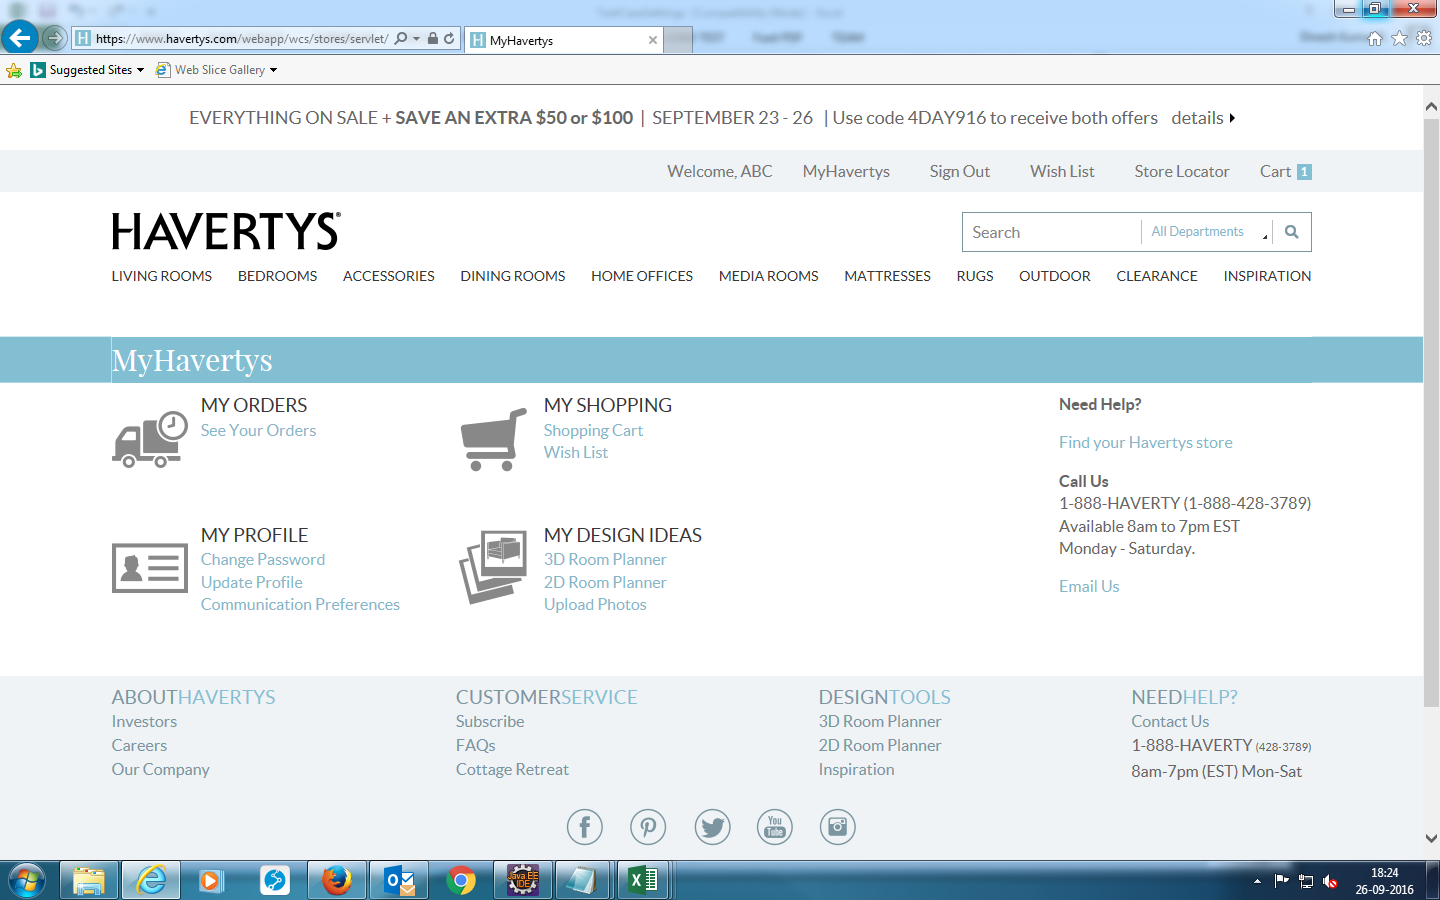 https://www.havertys.com/webapp/wcs/stores/servlet/
MyHavertys
Suggested Sites
Web Slice Gallery
EVERYTHING ON SALE + SAVE AN EXTRA $50 or $100 | SEPTEMBER 23 - 26 | Use code 4DAY916 to receive both offers details
Welcome, ABC MyHavertys Sign Out Wish List Store Locator Cart 1
HAVERTYS®
Search All Departments
LIVING ROOMS BEDROOMS ACCESSORIES DINING ROOMS HOME OFFICES MEDIA ROOMS MATTRESSES RUGS OUTDOOR CLEARANCE INSPIRATION
MyHavertys
MY ORDERS
See Your Orders
MY SHOPPING
Shopping Cart
Wish List
MY PROFILE
Change Password
Update Profile
Communication Preferences
MY DESIGN IDEAS
3D Room Planner
2D Room Planner
Upload Photos
Need Help?
Find your Havertys store
Call Us
1-888-HAVERTY (1-888-428-3789)
Available 8am to 7pm EST
Monday - Saturday.
Email Us
ABOUTHAVERTYS
Investors
Careers
Our Company
CUSTOMERSERVICE
Subscribe
FAQs
Cottage Retreat
DESIGNTOOLS
3D Room Planner
2D Room Planner
Inspiration
NEEDHELP?
Contact Us
1-888-HAVERTY (428-3789)
8am-7pm (EST) Mon-Sat
You
Tube
Java EE
IDE
18:24
26-09-2016